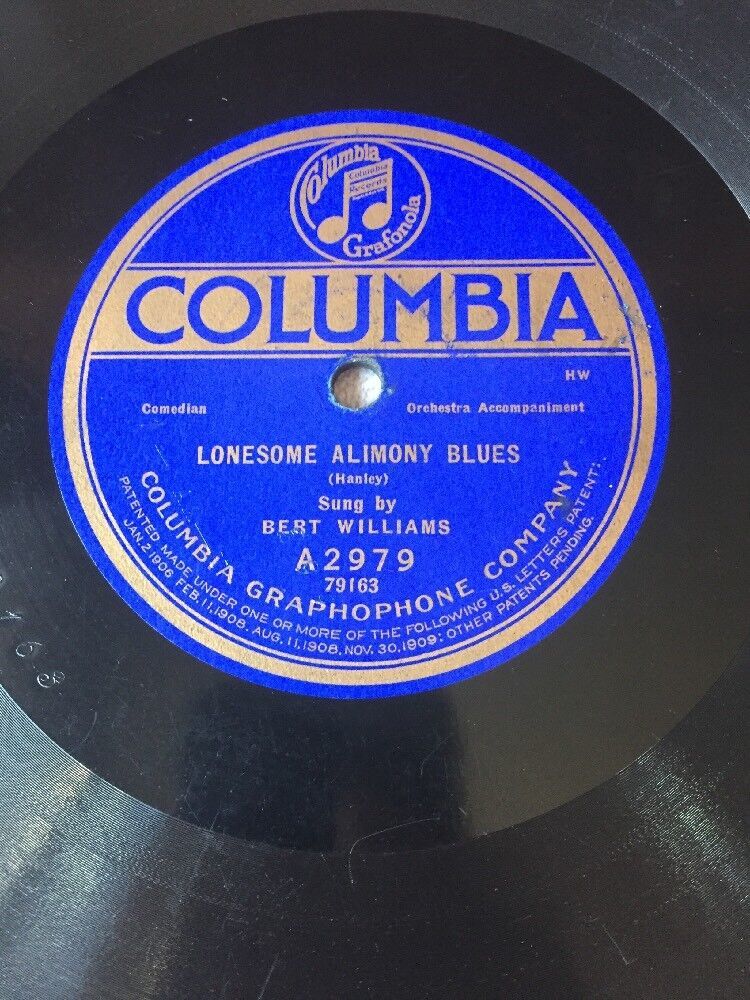 Columbia
Columbia
Records
Grafonola
COLUMBIA
HW
Comedian
Orchestra Accompaniment
LONESOME ALIMONY BLUES
(Hanley)
Sung by
BERT WILLIAMS
A2979
79163
COLUMBIA GRAPHOPHONE COMPANY
PATENTED, MADE UNDER ONE OR MORE OF THE FOLLOWING U.S. LETTERS PATENT:
JAN. 2, 1906, FEB. 11, 1908, AUG. 11, 1908, NOV. 30, 1909; OTHER PATENTS PENDING.